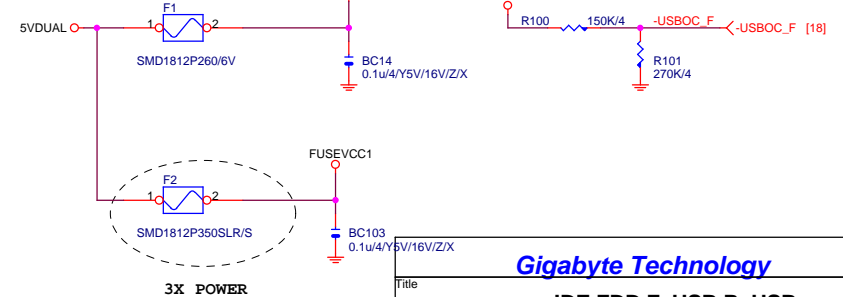 F1
5VDUAL
1
2
SMD1812P260/6V
BC14
0.1u/4/Y5V/16V/Z/X
R100
150K/4
-USBOC_F
-USBOC_F [18]
R101
270K/4
FUSEVCC1
F2
1
2
SMD1812P350SLR/S
BC103
0.1u/4/Y5V/16V/Z/X
3X POWER
Gigabyte Technology
Title